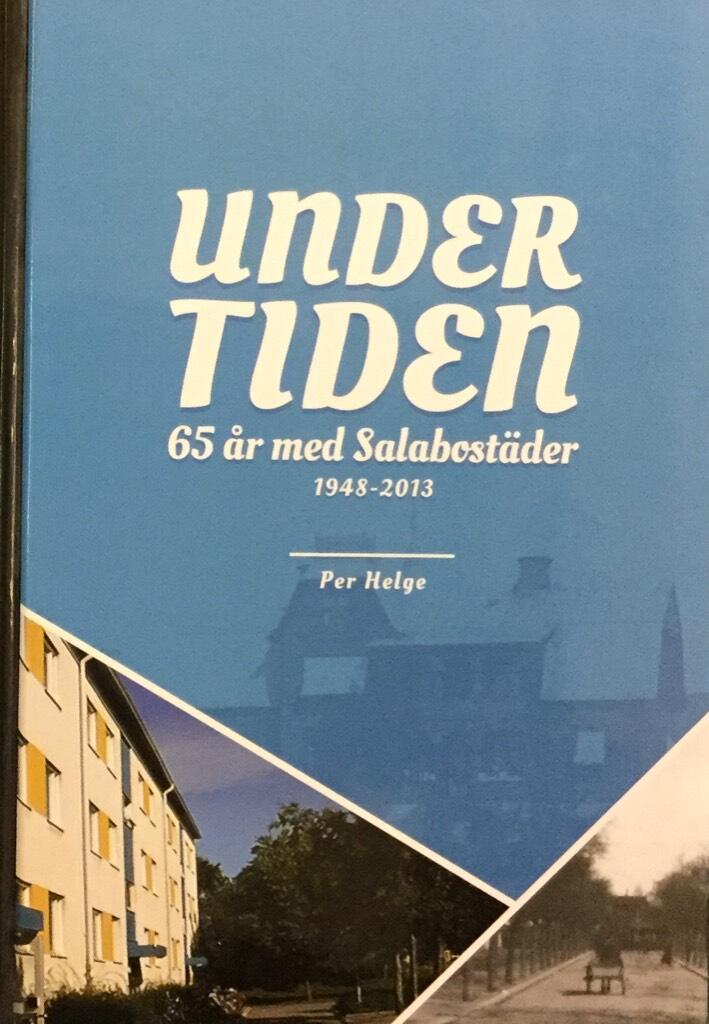 UNDER
TIDEN
65 år med Salabostäder
1948-2013
Per Helge